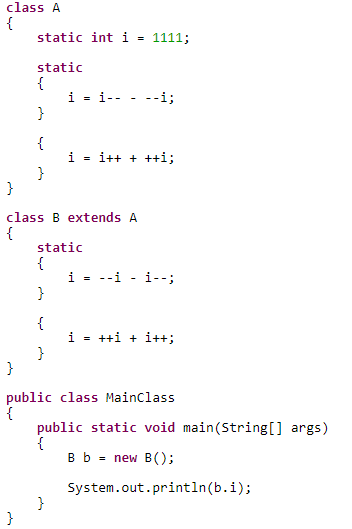 class A
{
    static int i = 1111;

    static
    {
        i = i-- - --i;
    }

    {
        i = i++ + ++i;
    }
}

class B extends A
{
    static
    {
        i = --i - i--;
    }

    {
        i = ++i + i++;
    }
}

public class MainClass
{
    public static void main(String[] args)
    {
        B b = new B();

        System.out.println(b.i);
    }
}